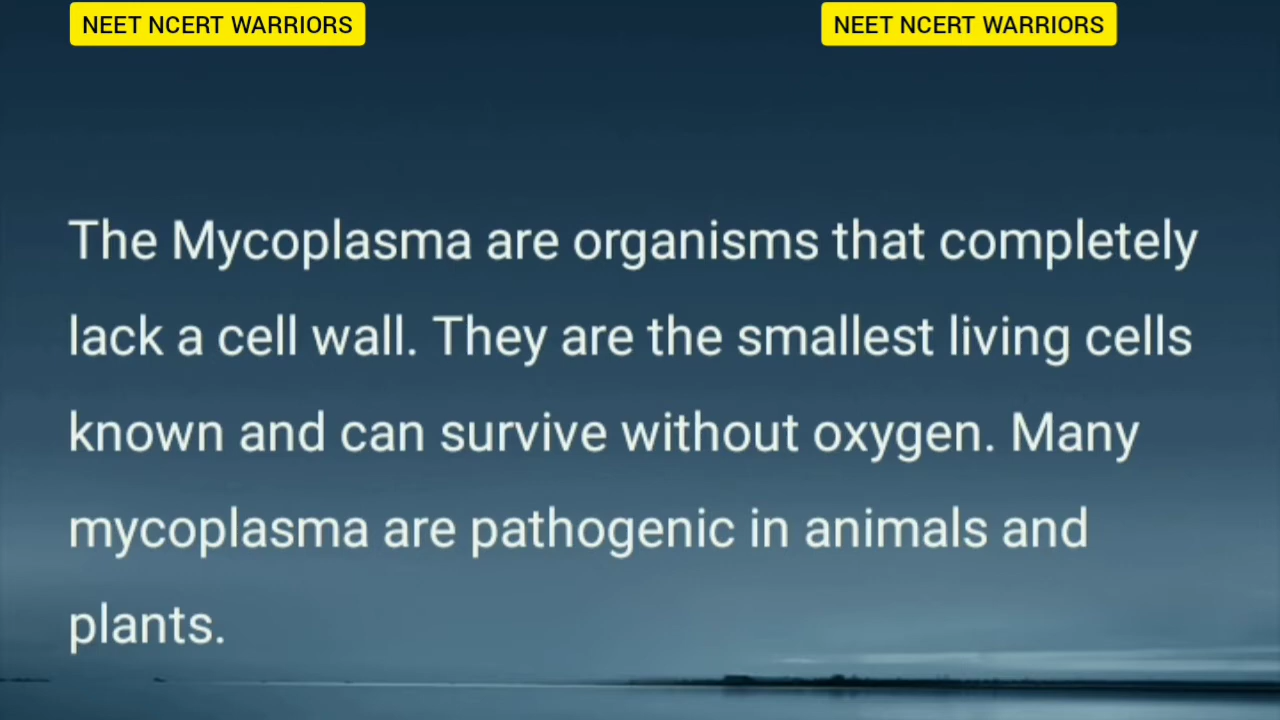 NEET NCERT WARRIORS NEET NCERT WARRIORS
The Mycoplasma are organisms that completely
lack a cell wall. They are the smallest living cells
known and can survive without oxygen. Many
mycoplasma are pathogenic in animals and
plants.